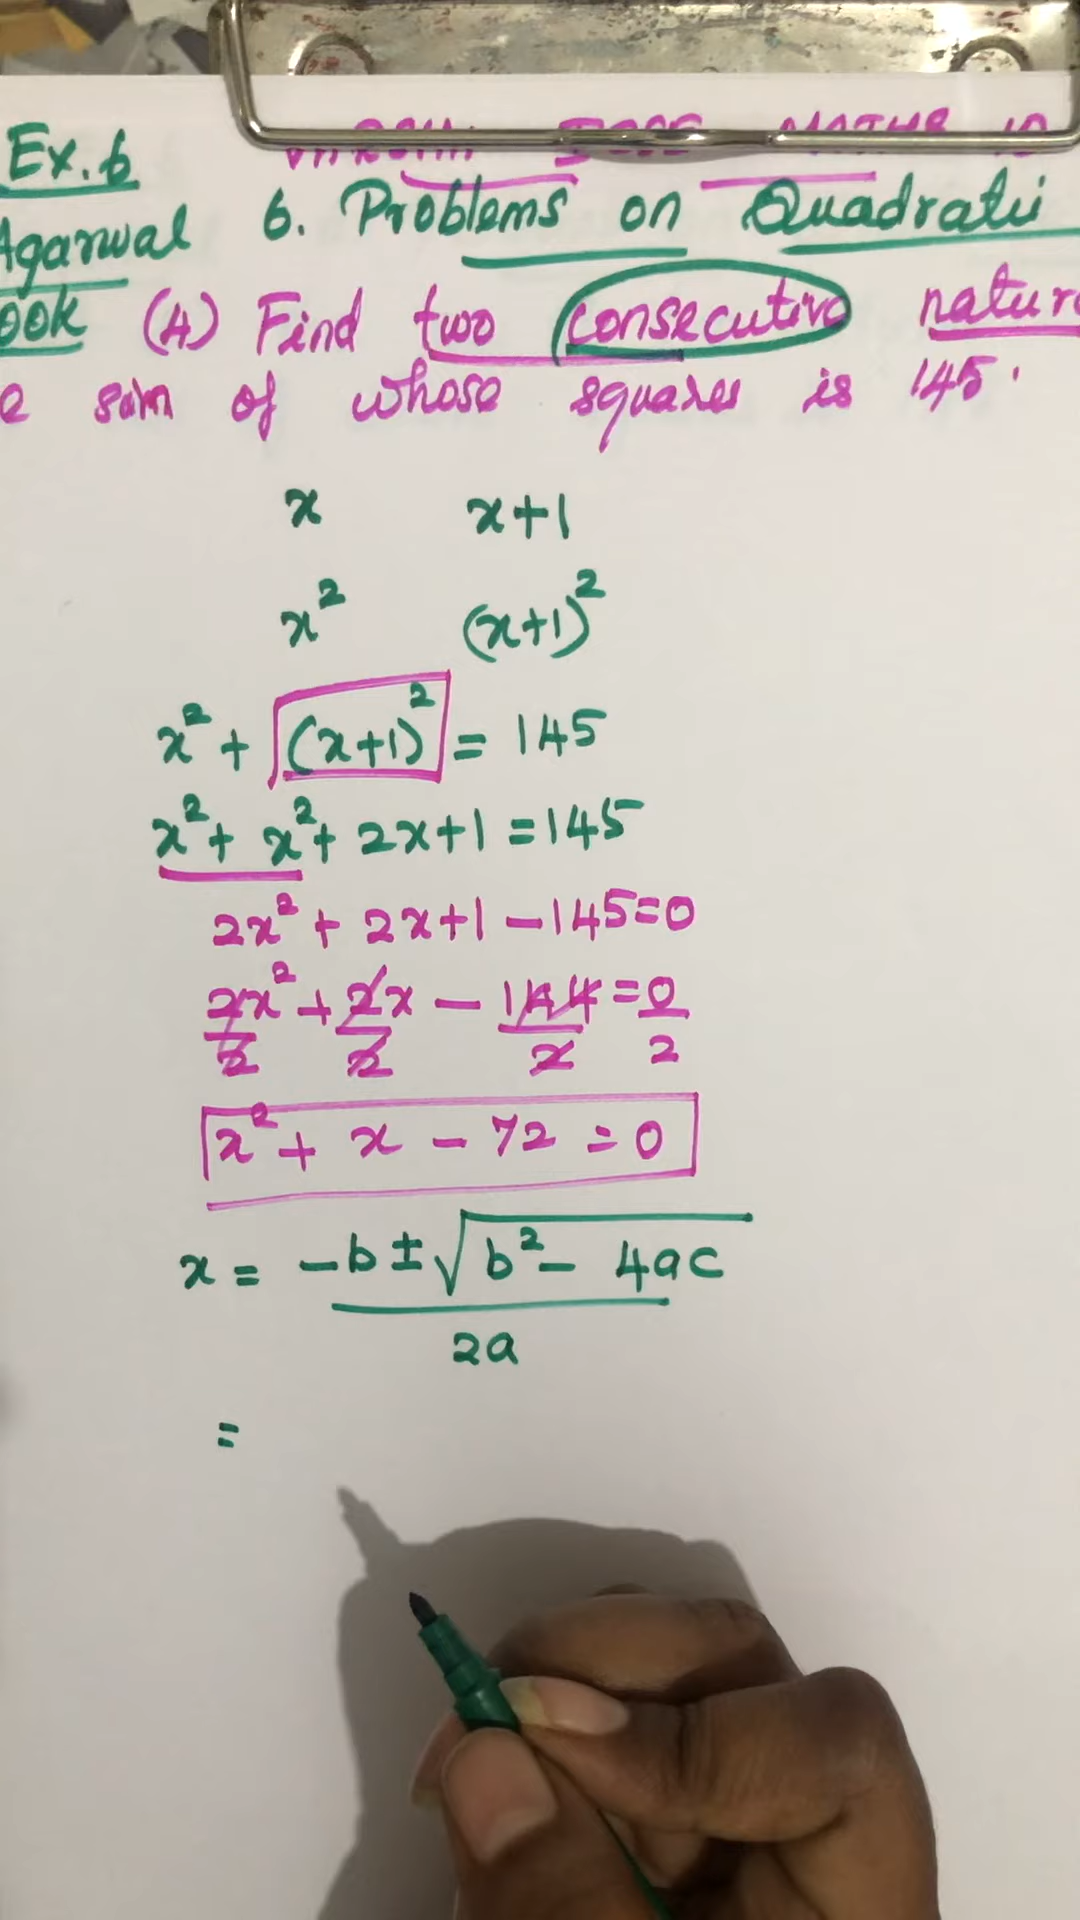 Ex.6
Agarwal 6. Problems on Quadrati
ook (4) Find two consecutive natur
e sum of whose squares is 145.
x x+1
x² (x+1)²
x² + (x+1)² = 145
x² + x² + 2x+1 = 145
2x² + 2x+1 - 145=0
2x²/2 + 2x/2 - 144/2 = 0/2
x² + x - 72 = 0
x = -b ± √b² - 4ac
2a
=